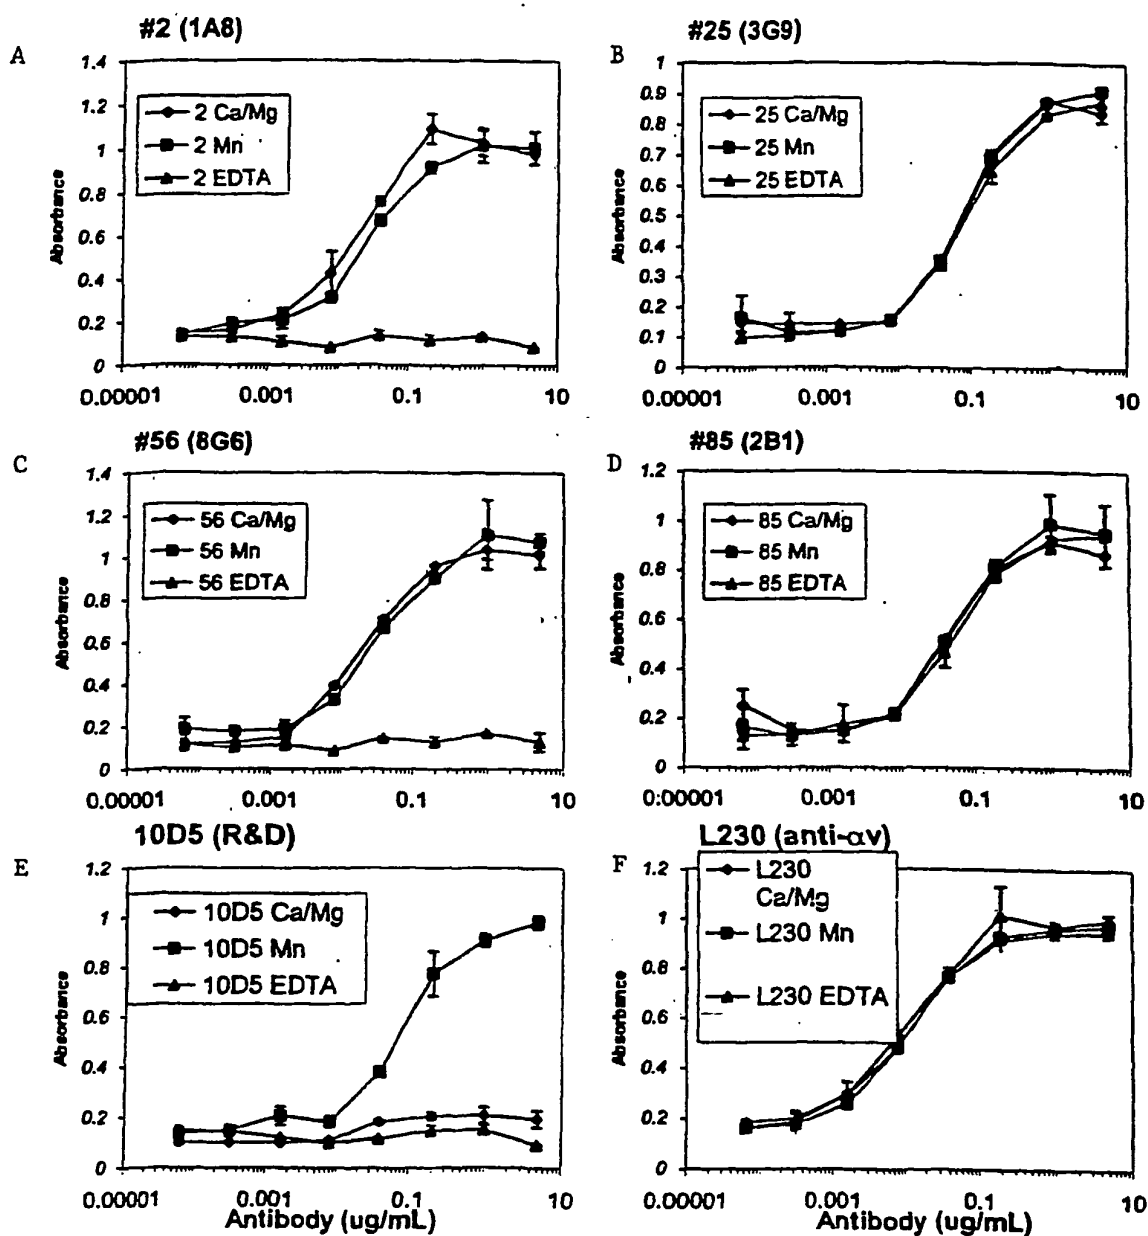 #2 (1A8)
A
1.4
1.2
1
0.8
0.6
0.4
0.2
0
Absorbance
2 Ca/Mg
2 Mn
2 EDTA
0.00001
0.001
0.1
10
#25 (3G9)
B
1
0.9
0.8
0.7
0.6
0.5
0.4
0.3
0.2
0.1
0
Absorbance
25 Ca/Mg
25 Mn
25 EDTA
0.00001
0.001
0.1
10
#56 (8G6)
C
1.4
1.2
1
0.8
0.6
0.4
0.2
0
Absorbance
56 Ca/Mg
56 Mn
56 EDTA
0.00001
0.001
0.1
10
#85 (2B1)
D
1.2
1
0.8
0.6
0.4
0.2
0
Absorbance
85 Ca/Mg
85 Mn
85 EDTA
0.00001
0.001
0.1
10
10D5 (R&D)
E
1.2
1
0.8
0.6
0.4
0.2
0
Absorbance
10D5 Ca/Mg
10D5 Mn
10D5 EDTA
0.00001
0.001
0.1
10
Antibody (ug/mL)
L230 (anti-αv)
F
1.2
1
0.8
0.6
0.4
0.2
0
Absorbance
L230
Ca/Mg
L230 Mn
L230 EDTA
0.00001
0.001
0.1
10
Antibody (ug/mL)